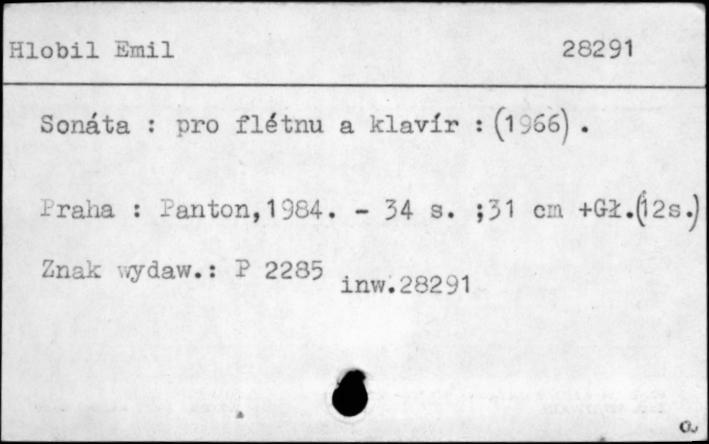 Hlobil Emil 28291
Sonáta : pro flétnu a klavír : (1966) .
Praha : Panton,1984. - 34 s. ;31 cm +Gł.(12s.)
Znak wydaw.: P 2285 inw.28291